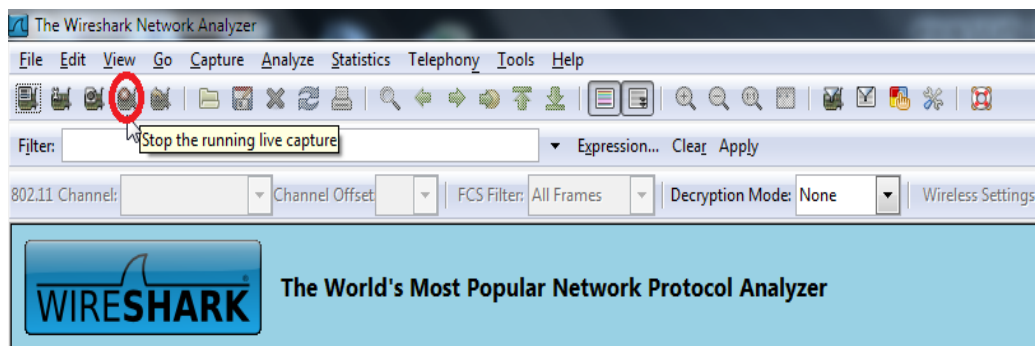 The Wireshark Network Analyzer
File Edit View Go Capture Analyze Statistics Telephony Tools Help
Stop the running live capture
Filter: Expression... Clear Apply
802.11 Channel: Channel Offset FCS Filter: All Frames Decryption Mode: None Wireless Settings
WIRESHARK
The World's Most Popular Network Protocol Analyzer